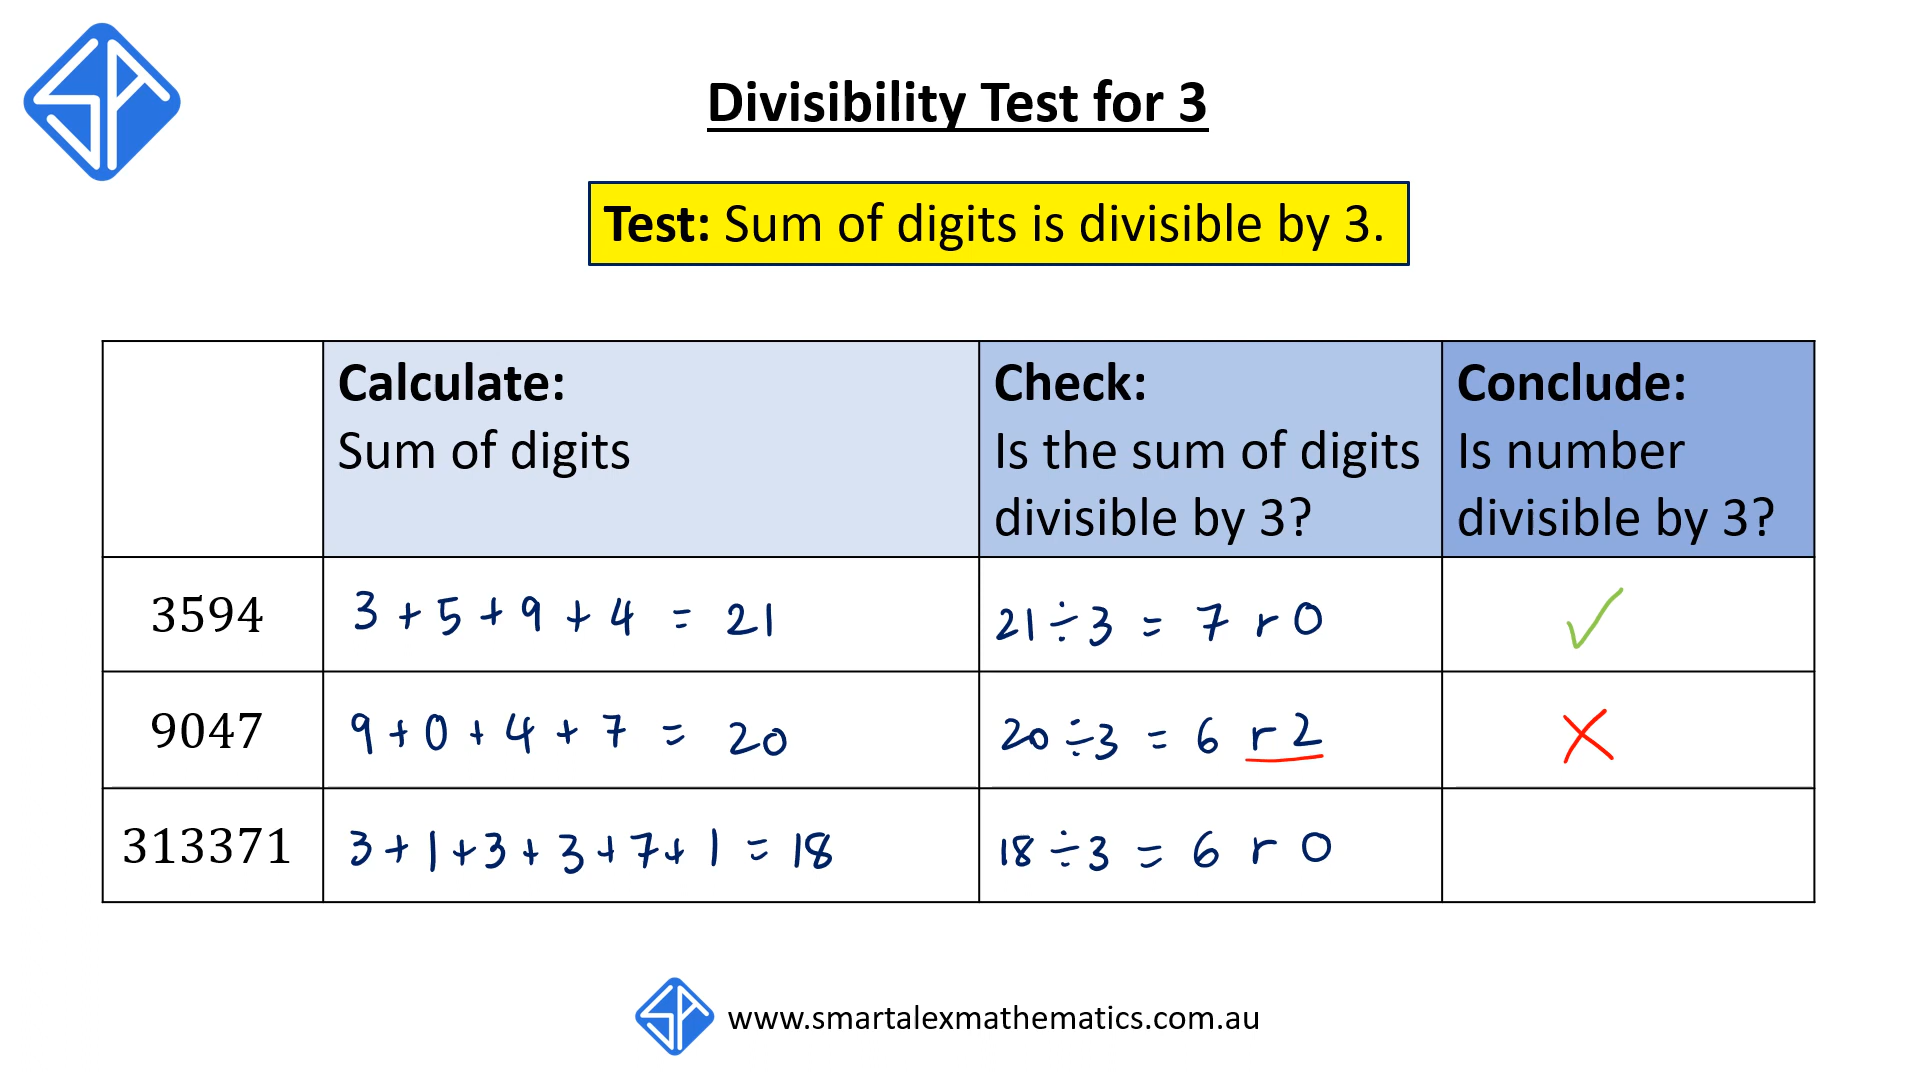 Divisibility Test for 3
Test: Sum of digits is divisible by 3.
Calculate:
Sum of digits
Check:
Is the sum of digits
divisible by 3?
Conclude:
Is number
divisible by 3?
3594
3 + 5 + 9 + 4 = 21
21 ÷ 3 = 7 r 0
9047
9 + 0 + 4 + 7 = 20
20 ÷ 3 = 6 r 2
313371
3 + 1 + 3 + 3 + 7 + 1 = 18
18 ÷ 3 = 6 r 0
www.smartalexmathematics.com.au